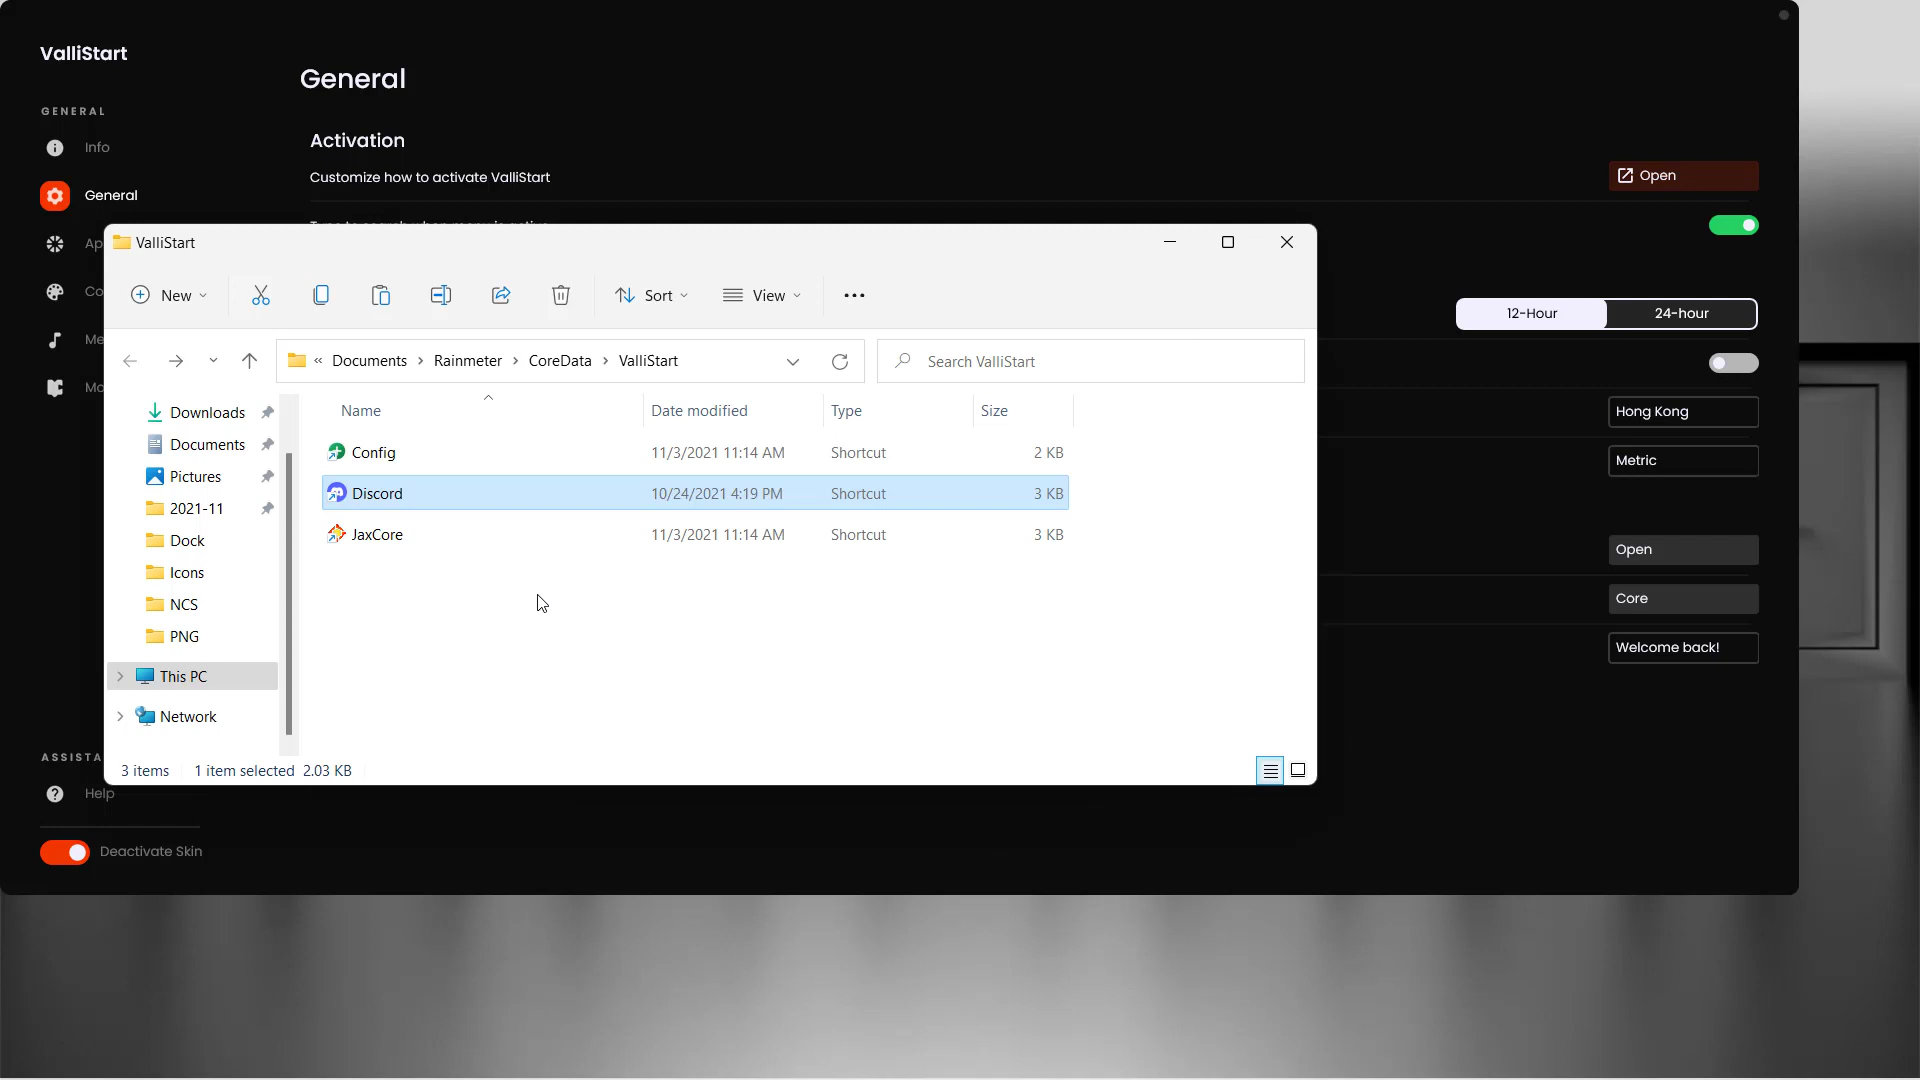 ValliStart
GENERAL
Info
General
General
Activation
Customize how to activate ValliStart
Open
12-Hour
24-hour
Hong Kong
Metric
Open
Core
Welcome back!
ValliStart
New
Sort
View
« Documents > Rainmeter > CoreData > ValliStart
Search ValliStart
Downloads
Documents
Pictures
2021-11
Dock
Icons
NCS
PNG
This PC
Network
Name Date modified Type Size
Config 11/3/2021 11:14 AM Shortcut 2 KB
Discord 10/24/2021 4:19 PM Shortcut 3 KB
JaxCore 11/3/2021 11:14 AM Shortcut 3 KB
3 items 1 item selected 2.03 KB
Help
Deactivate Skin